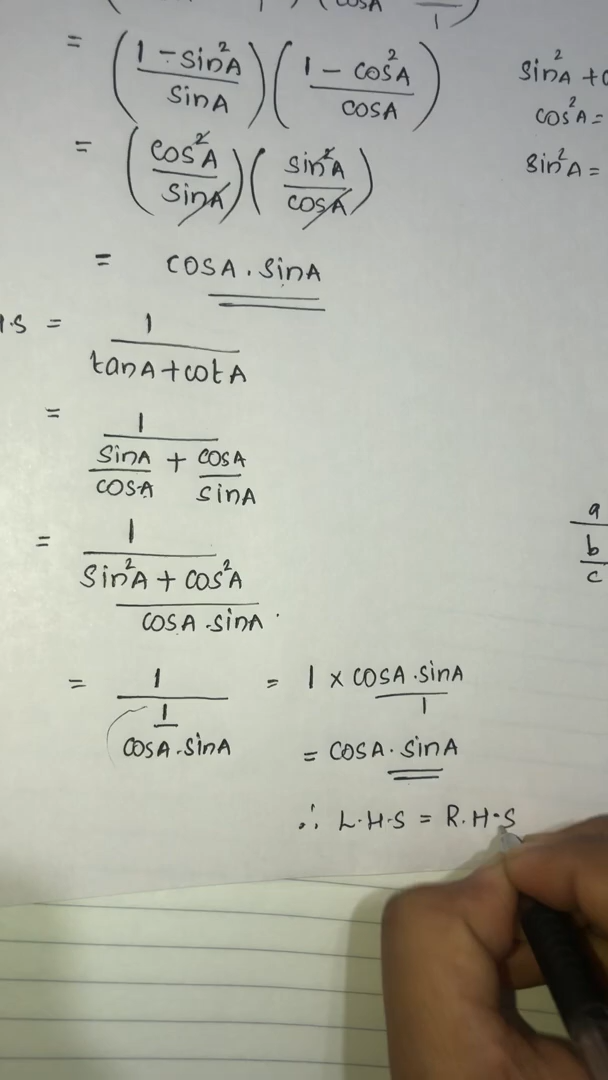 = (1 - sin²A / sinA) (1 - cos²A / cosA)
sin²A +
cos²A =
= (cos²A / sinA) (sin²A / cosA)
sin²A =
= cosA . sinA
.S = 1 / tanA + cotA
= 1 / sinA / cosA + cosA / sinA
a / b / c
= 1 / sin²A + cos²A / cosA . sinA .
= 1 / 1 / cosA . sinA = 1 × cosA . sinA / 1
= cosA . sinA
∴ L.H.S = R.H.S